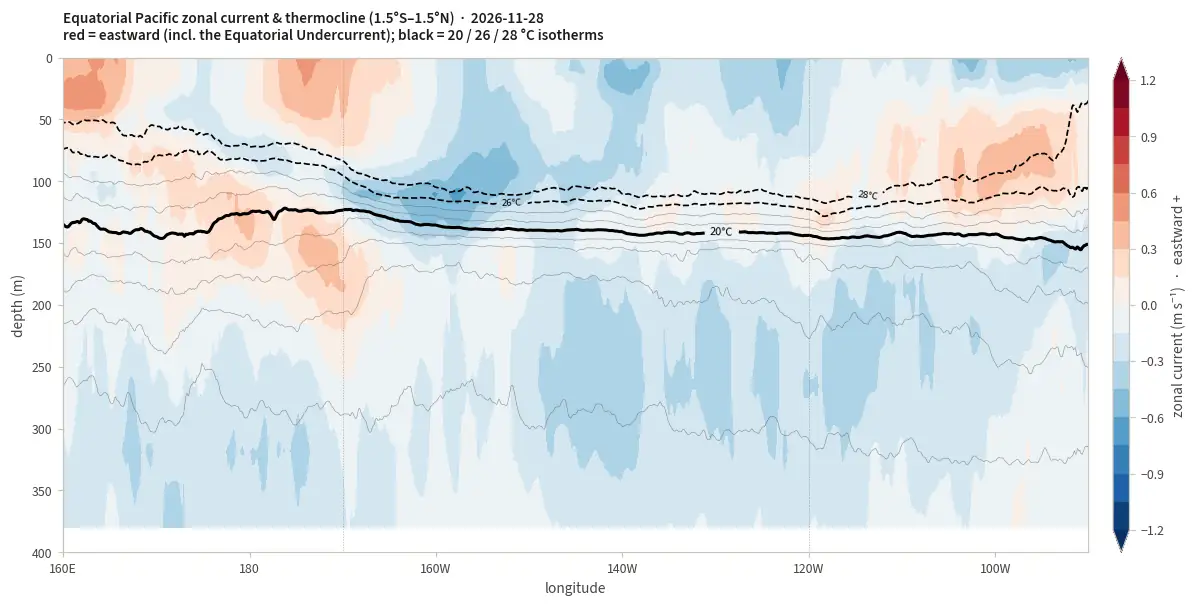 Equatorial Pacific zonal current & thermocline (1.5°S–1.5°N) · 2026-11-28
red = eastward (incl. the Equatorial Undercurrent); black = 20 / 26 / 28 °C isotherms
0
50
100
150
200
250
300
350
400
depth (m)
28°C
26°C
20°C
160E
180
160W
140W
120W
100W
longitude
1.2
0.9
0.6
0.3
0.0
−0.3
−0.6
−0.9
−1.2
zonal current (m s⁻¹) · eastward +